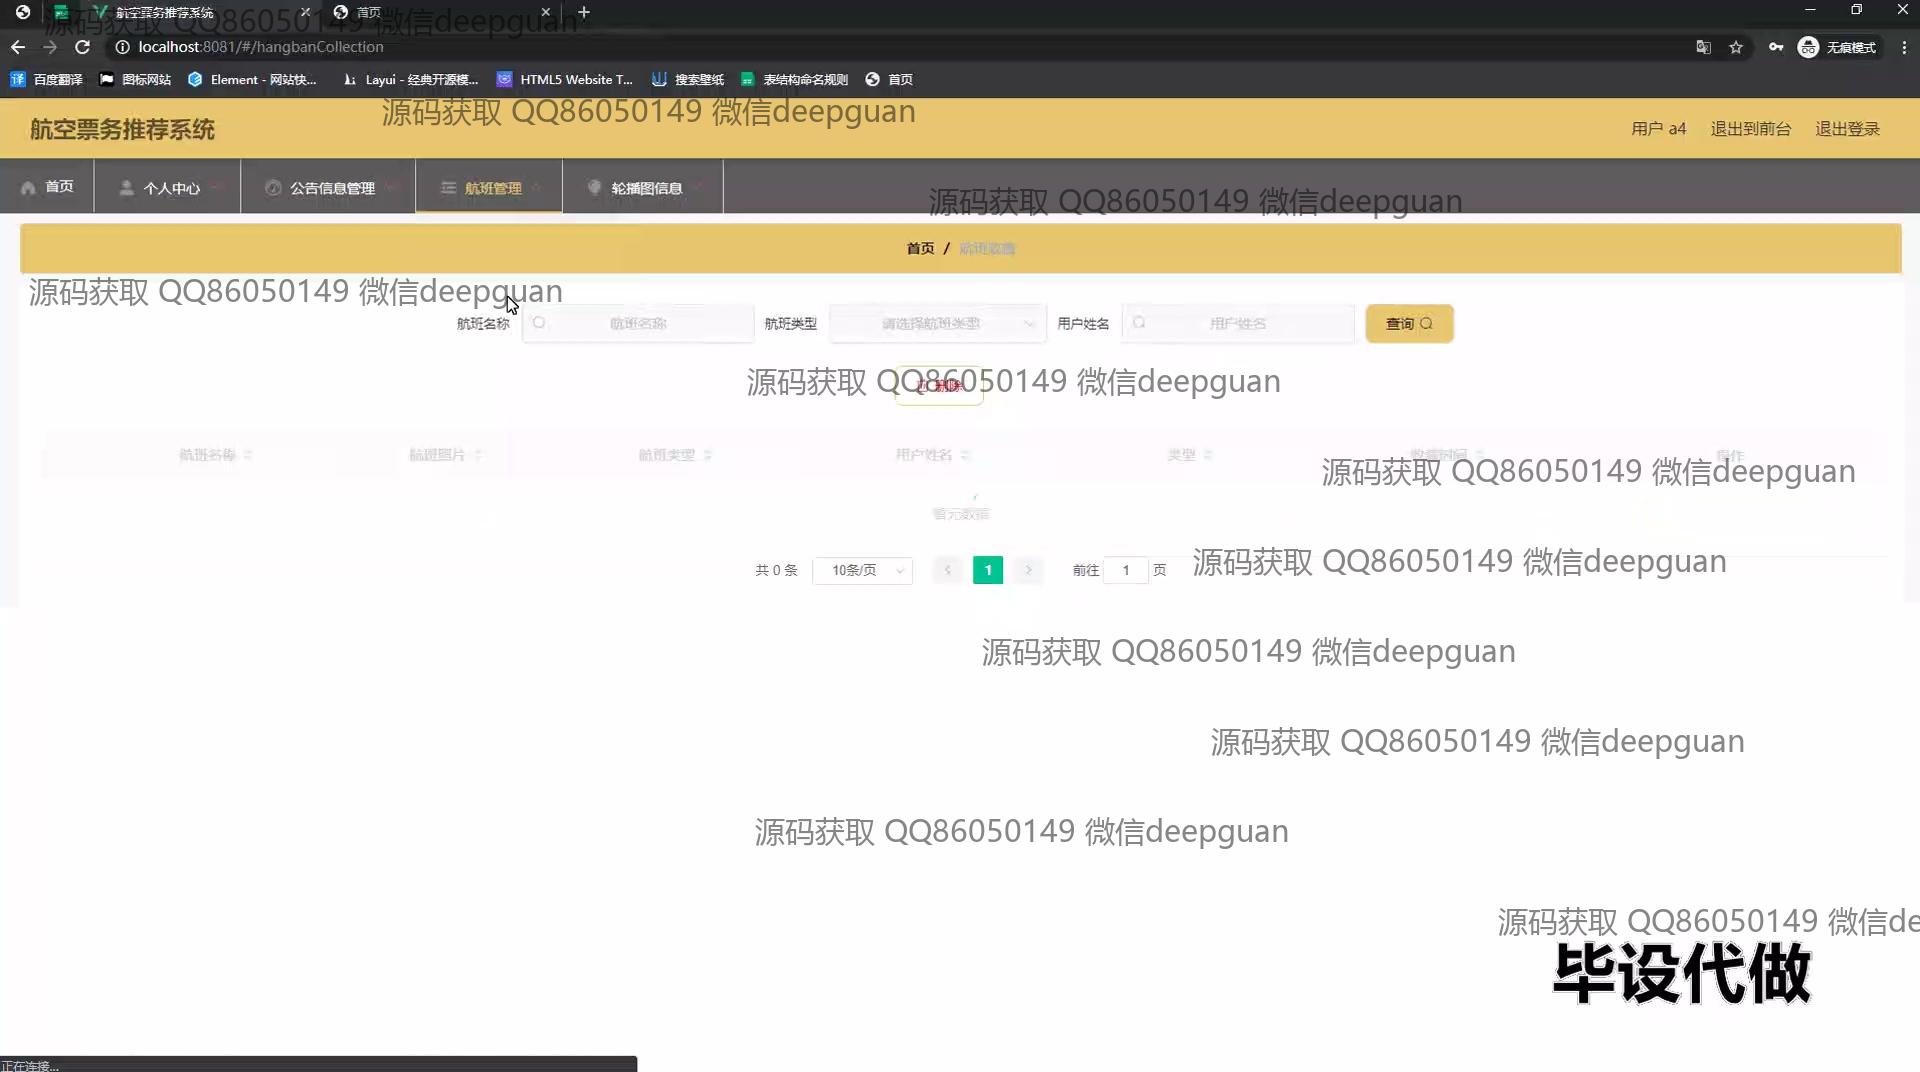 航空票务推荐系统
首页
源码获取 QQ86050149 微信deepguan
localhost:8081/#/hangbanCollection
无痕模式
百度翻译 图标网站 Element - 网站快... Layui - 经典开源模... HTML5 Website T... 搜索壁纸 表结构命名规则 首页
源码获取 QQ86050149 微信deepguan
航空票务推荐系统
用户 a4 退出到前台 退出登录
首页 个人中心 公告信息管理 航班管理 轮播图信息
源码获取 QQ86050149 微信deepguan
首页 / 航班收藏
源码获取 QQ86050149 微信deepguan
航班名称 航班名称 航班类型 请选择航班类型 用户姓名 用户姓名 查询
源码获取 QQ86050149 微信deepguan
删除
航班名称 航班照片 航班类型 用户姓名 类型 收藏时间 操作
源码获取 QQ86050149 微信deepguan
暂无数据
共 0 条 10条/页 1 前往 1 页
源码获取 QQ86050149 微信deepguan
源码获取 QQ86050149 微信deepguan
源码获取 QQ86050149 微信deepguan
源码获取 QQ86050149 微信deepguan
源码获取 QQ86050149 微信de
毕设代做
正在连接...